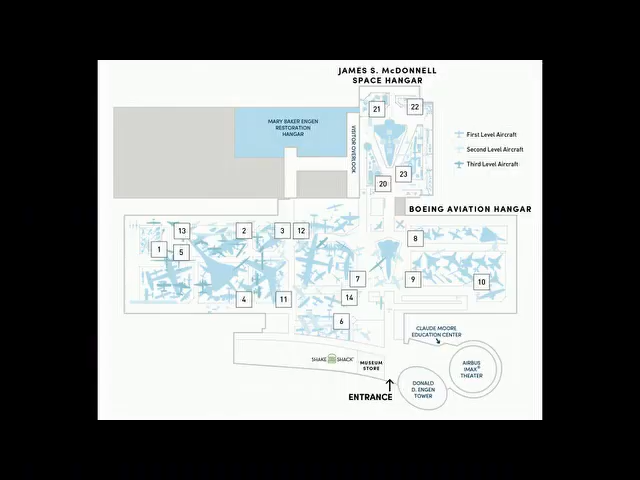 JAMES S. McDONNELL
SPACE HANGAR
21
22
MARY BAKER ENGEN
RESTORATION
HANGAR
VISITOR OVERLOOK
First Level Aircraft
Second Level Aircraft
Third Level Aircraft
23
20
BOEING AVIATION HANGAR
13
2
3
12
8
1
5
7
9
10
4
11
14
6
CLAUDE MOORE
EDUCATION CENTER
SHAKE SHACK
MUSEUM
STORE
AIRBUS
IMAX®
THEATER
DONALD
D. ENGEN
TOWER
ENTRANCE